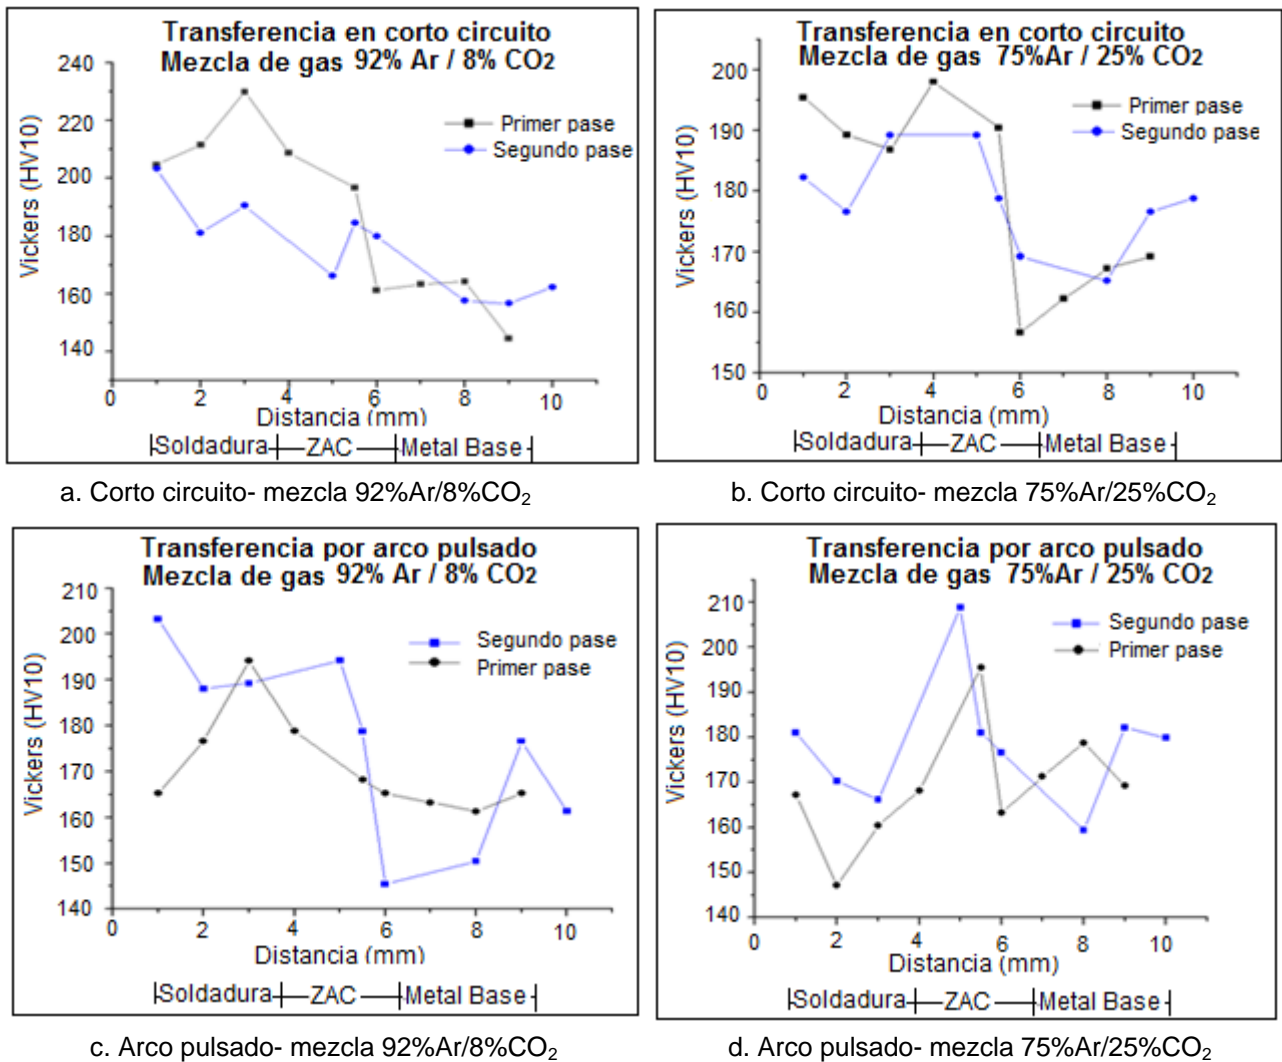 Transferencia en corto circuito
Mezcla de gas 92% Ar / 8% CO2
240
220
200
180
160
140
Vickers (HV10)
Primer pase
Segundo pase
0 2 4 6 8 10
Distancia (mm)
Soldadura ZAC Metal Base
a. Corto circuito- mezcla 92%Ar/8%CO2
Transferencia en corto circuito
Mezcla de gas 75%Ar / 25% CO2
200
190
180
170
160
150
Vickers (HV10)
Primer pase
Segundo pase
0 2 4 6 8 10
Distancia (mm)
Soldadura ZAC Metal Base
b. Corto circuito- mezcla 75%Ar/25%CO2
Transferencia por arco pulsado
Mezcla de gas 92% Ar / 8% CO2
210
200
190
180
170
160
150
140
Vickers (HV10)
Segundo pase
Primer pase
0 2 4 6 8 10
Distancia (mm)
Soldadura ZAC Metal Base
c. Arco pulsado- mezcla 92%Ar/8%CO2
Transferencia por arco pulsado
Mezcla de gas 75%Ar / 25% CO2
210
200
190
180
170
160
150
140
Vickers (HV10)
Segundo pase
Primer pase
0 2 4 6 8 10
Distancia (mm)
Soldadura ZAC Metal Base
d. Arco pulsado- mezcla 75%Ar/25%CO2